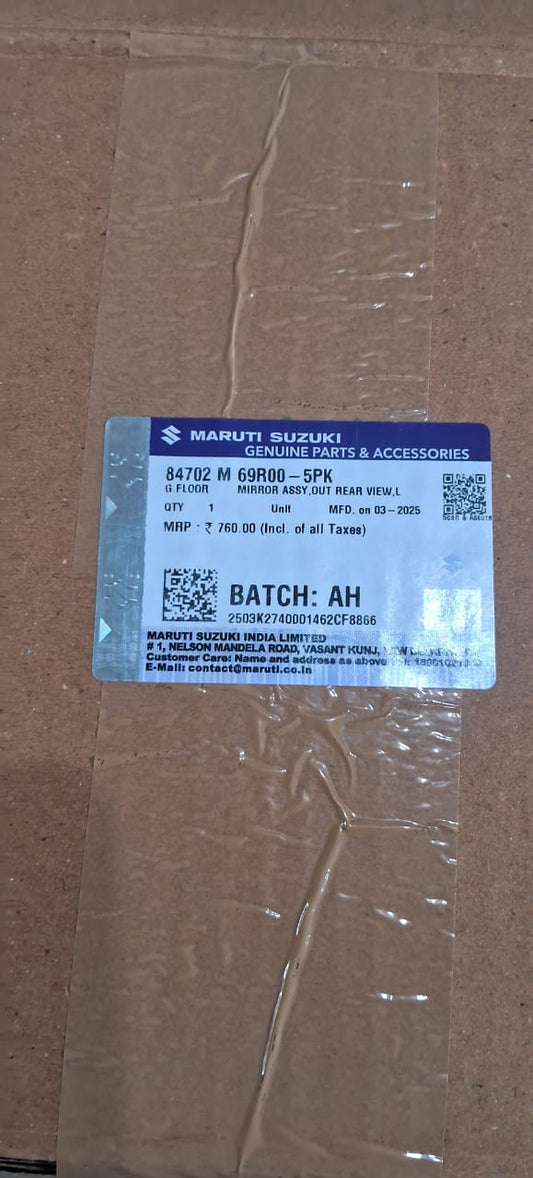 MARUTI SUZUKI
GENUINE PARTS & ACCESSORIES
84702 M 69R00-5PK
G.FLOOR MIRROR ASSY,OUT REAR VIEW,L
QTY 1 Unit MFD. on 03-2025
Scan & Assure
MRP : ₹ 760.00 (Incl. of all Taxes)
BATCH: AH
2503K2740001462CF8866
MARUTI SUZUKI INDIA LIMITED
# 1, NELSON MANDELA ROAD, VASANT KUNJ,
Customer Care: Name and address as above
E-Mail: contact@maruti.co.in